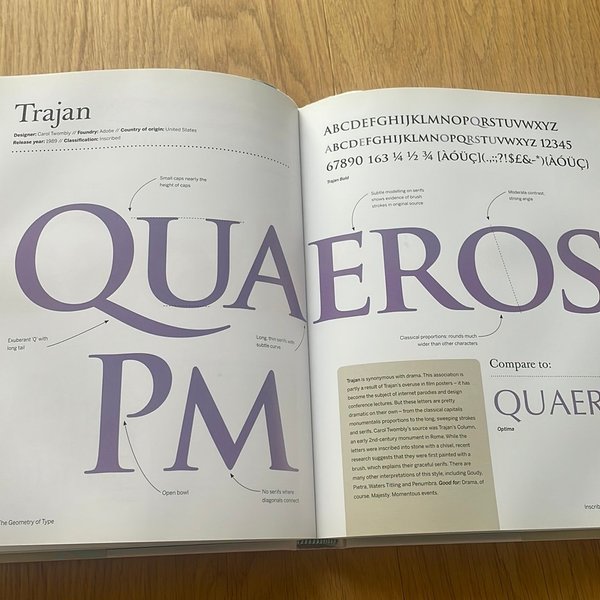 Trajan
Designer: Carol Twombly // Foundry: Adobe // Country of origin: United States
Release year: 1989 // Classification: Inscribed
Small caps nearly the
height of caps
QUA
Exuberant 'Q' with
long tail
Long, thin serifs with
subtle curve
PM
Open bowl
No serifs where
diagonals connect
The Geometry of Type
ABCDEFGHIJKLMNOPQRSTUVWXYZ
ABCDEFGHIJKLMNOPQRSTUVWXYZ 12345
67890 163 ¼ ½ ¾ [ÀÓÜÇ](.,:;?!$£&-*)(ÀÓÜÇ)
Trajan Bold
Subtle modelling on serifs
shows evidence of brush
strokes in original source
Moderate contrast,
strong angle
EROS
Classical proportions: rounds much
wider than other characters
Trajan is synonymous with drama. This association is
partly a result of Trajan's overuse in film posters – it has
become the subject of internet parodies and design
conference lectures. But these letters are pretty
dramatic on their own – from the classical capitalis
monumentalis proportions to the long, sweeping strokes
and serifs. Carol Twombly's source was Trajan's Column,
an early 2nd-century monument in Rome. While the
letters were inscribed into stone with a chisel, recent
research suggests that they were first painted with a
brush, which explains their graceful serifs. There are
many other interpretations of this style, including Goudy,
Pietra, Waters Titling and Penumbra. Good for: Drama, of
course. Majesty. Momentous events.
Compare to:
QUAER
Optima